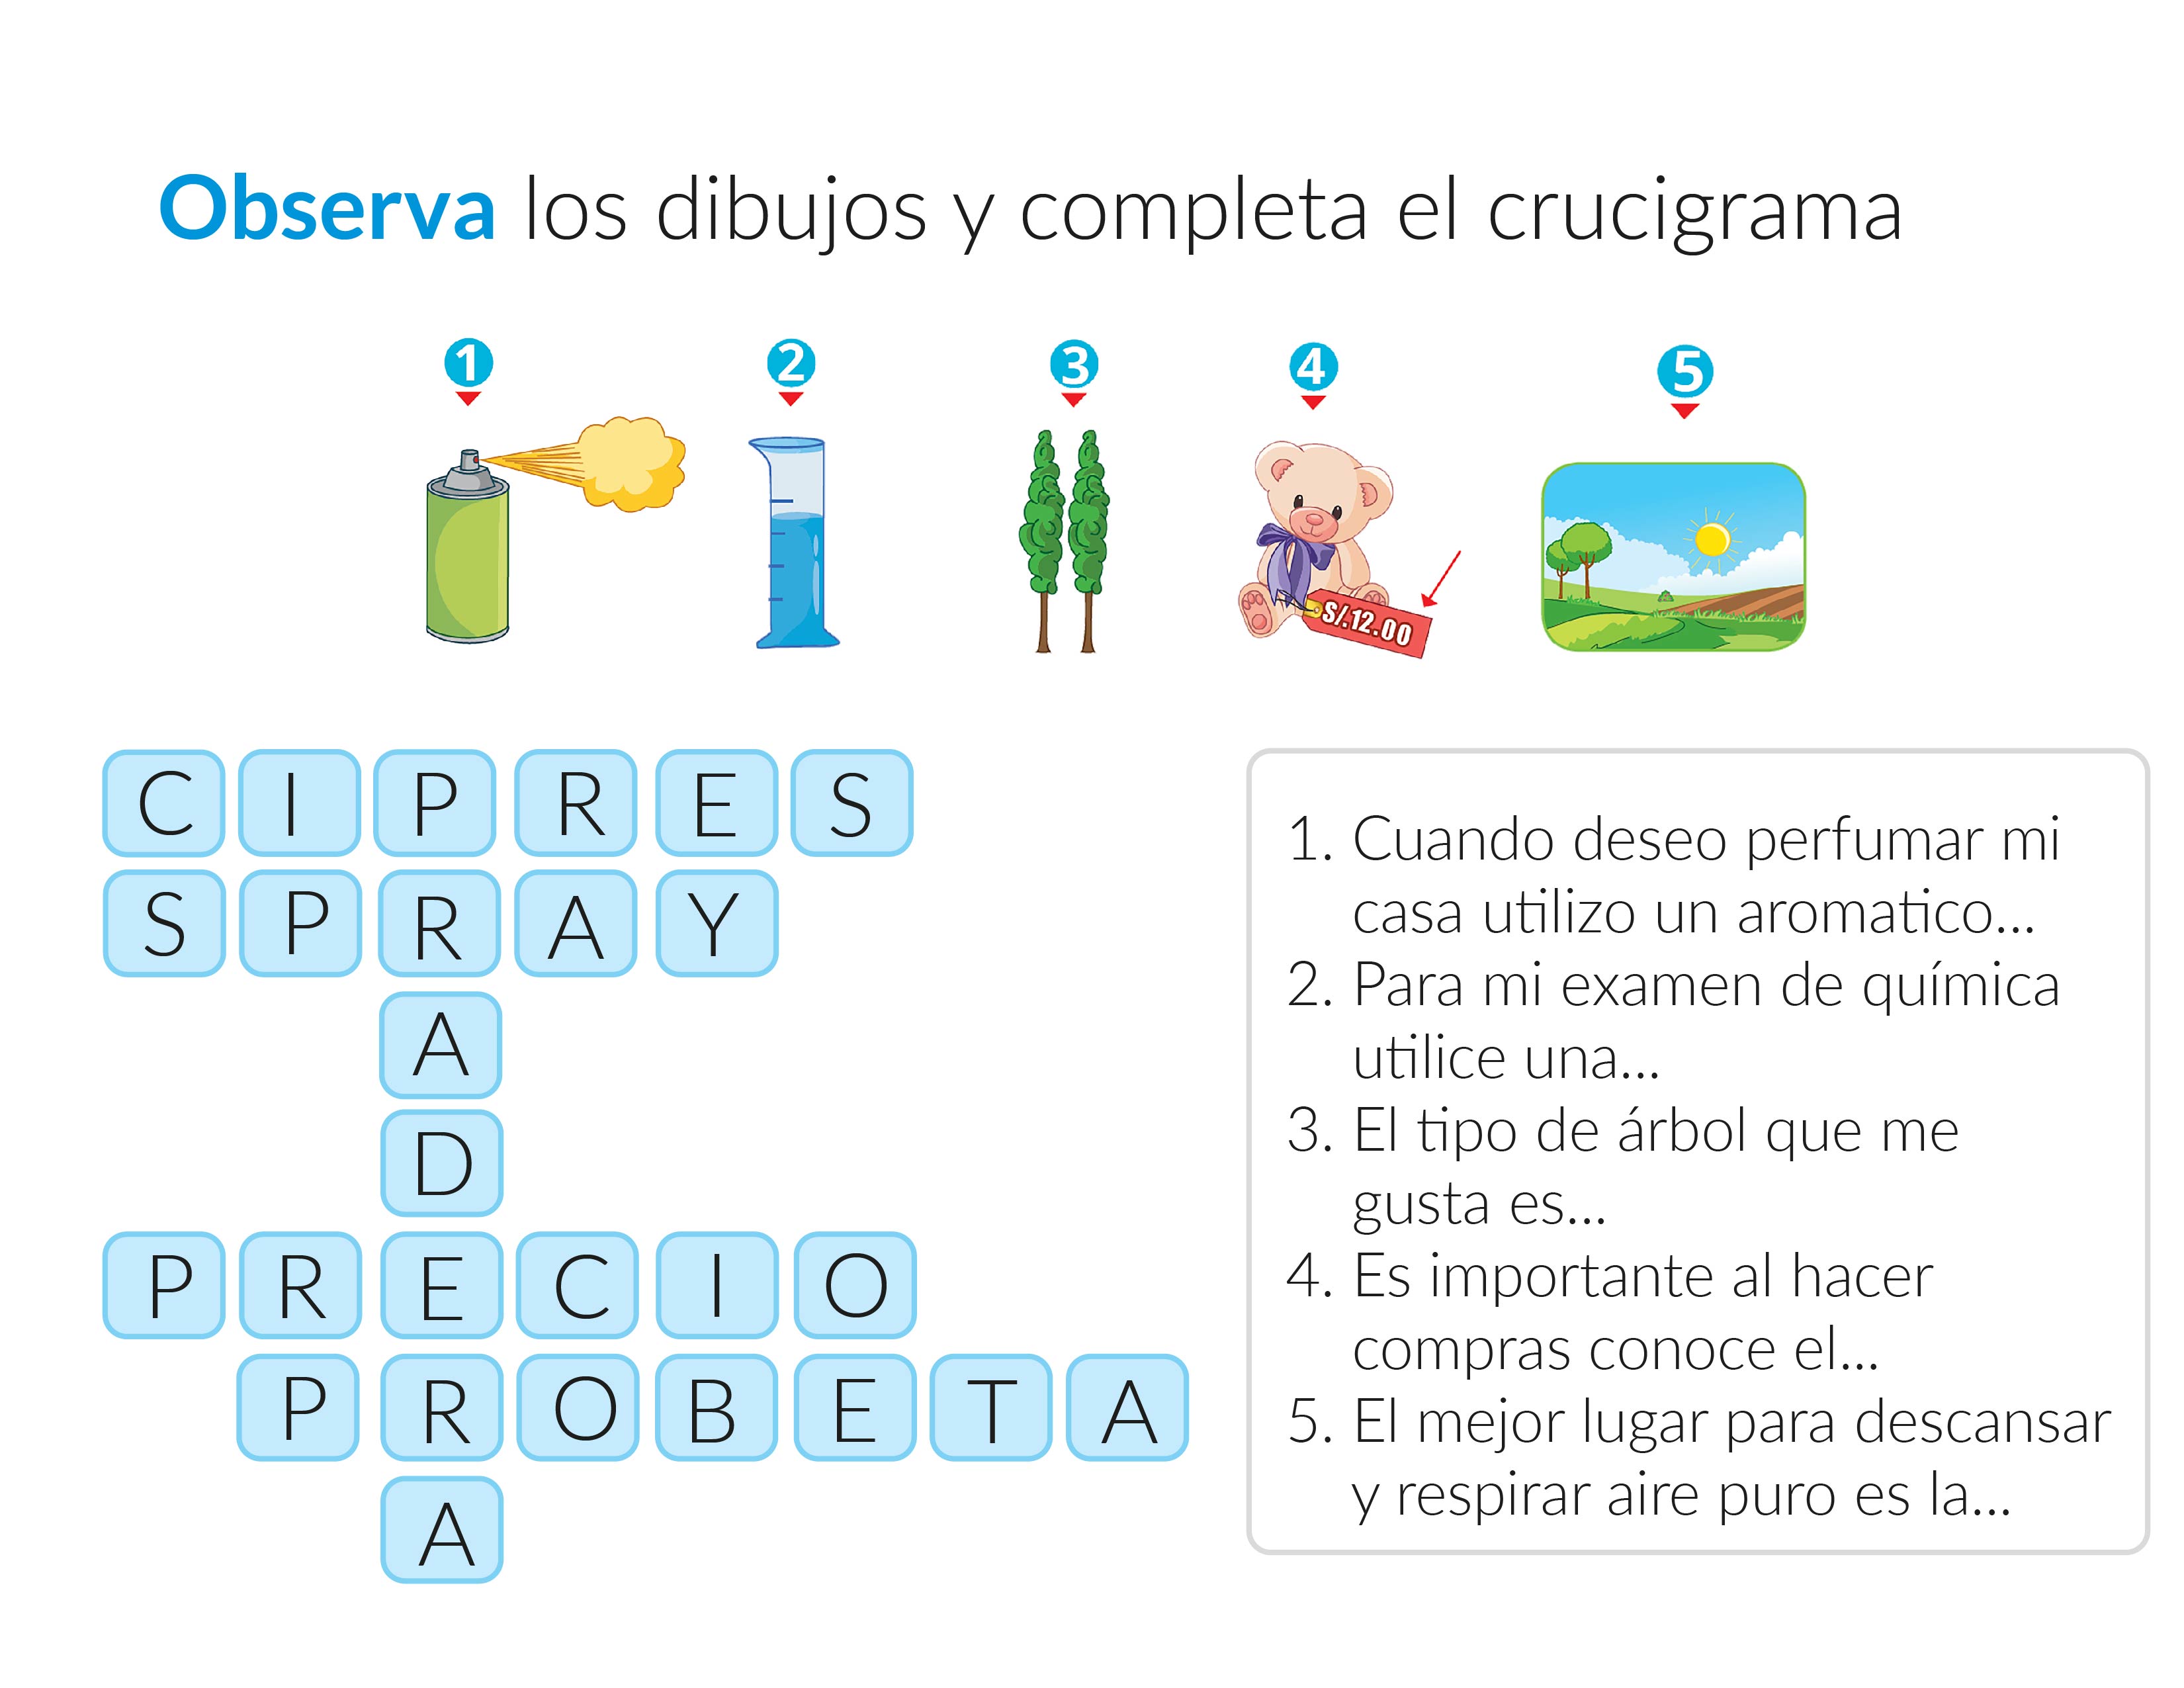 Observa los dibujos y completa el crucigrama
1 2 3 4 5
S/.12.00
C I P R E S
S P R A Y
A
D
P R E C I O
P R O B E T A
A
1. Cuando deseo perfumar mi
casa utilizo un aromatico...
2. Para mi examen de química
utilice una...
3. El tipo de árbol que me
gusta es...
4. Es importante al hacer
compras conoce el...
5. El mejor lugar para descansar
y respirar aire puro es la...